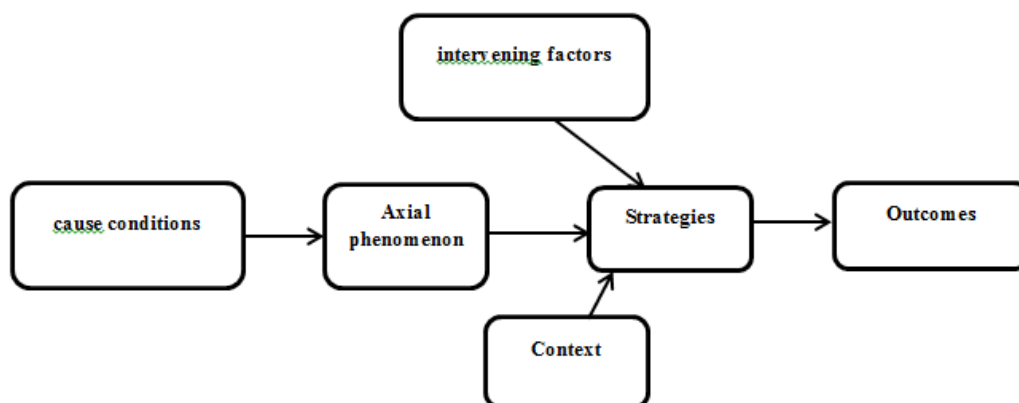 intervening factors
cause conditions
Axial
phenomenon
Strategies
Outcomes
Context